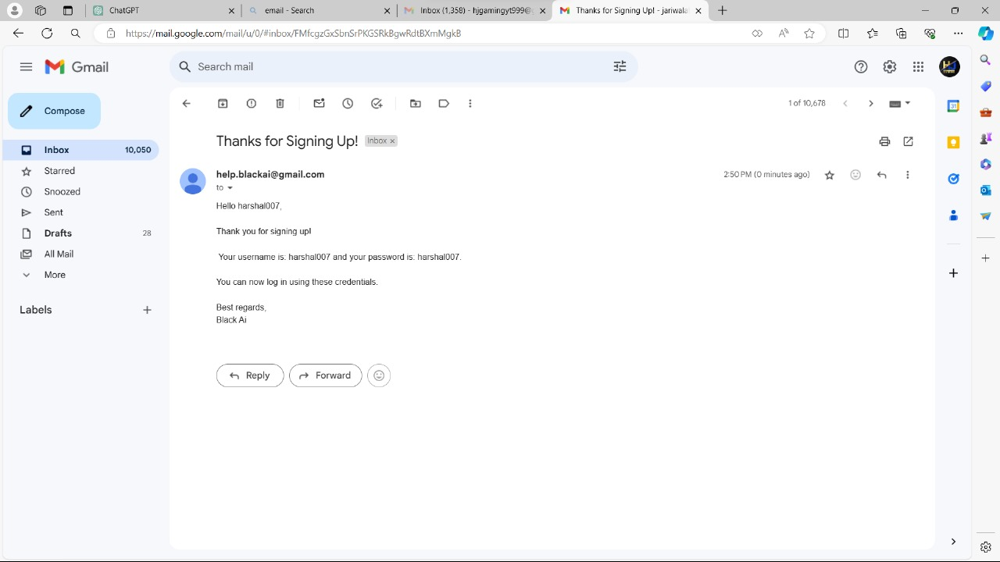 ChatGPT
email - Search
Inbox (1,358) - hjgamingyt999@
Thanks for Signing Up! - jariwala
https://mail.google.com/mail/u/0/#inbox/FMfcgzGxSbnSrPKGSRkBgwRdtBXmMgkB
Gmail
Search mail
Compose
1 of 10,678
Thanks for Signing Up!
Inbox
Inbox 10,050
Starred
Snoozed
Sent
Drafts 28
All Mail
More
Labels
help.blackai@gmail.com
2:50 PM (0 minutes ago)
to
Hello harshal007,
Thank you for signing up!
Your username is: harshal007 and your password is: harshal007.
You can now log in using these credentials.
Best regards,
Black Ai
Reply
Forward
31